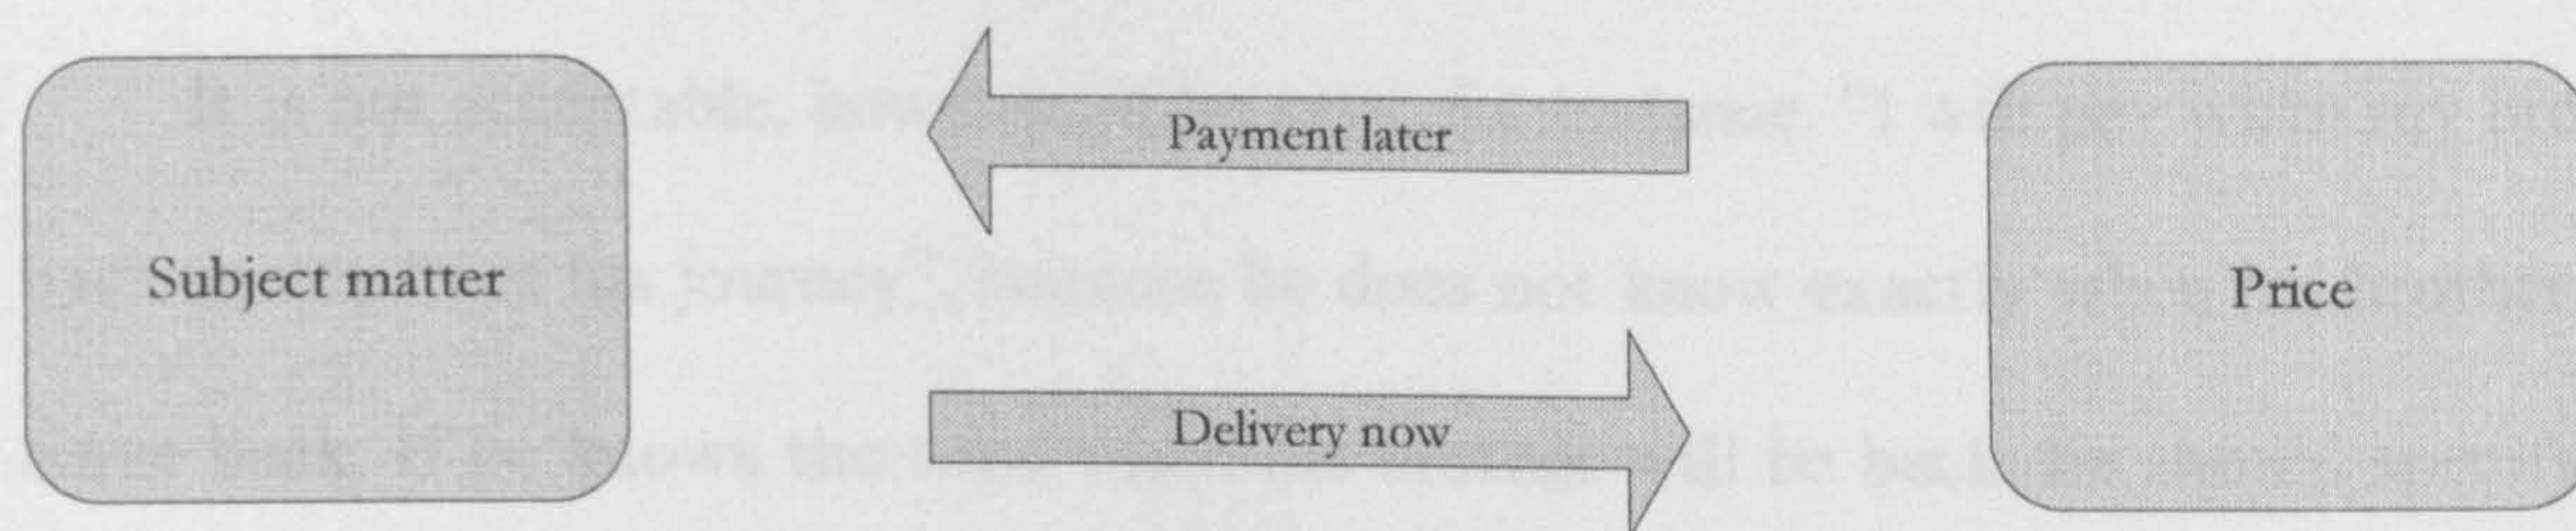 Payment later
Subject matter
Price
Delivery now